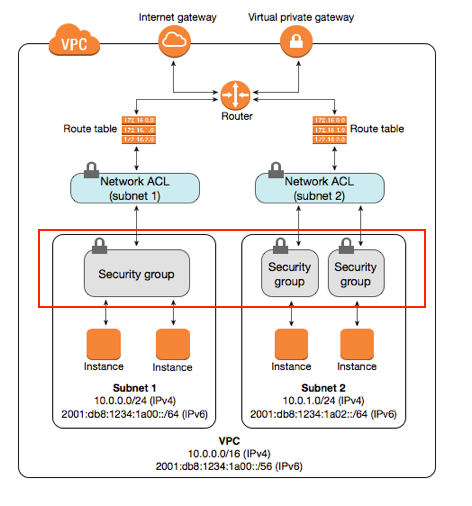 Internet gateway
Virtual private gateway
VPC
Router
Route table
172.16.0.0
172.16.1.0
172.16.2.0
172.16.0.0
172.16.1.0
172.16.2.0
Route table
Network ACL
(subnet 1)
Network ACL
(subnet 2)
Security group
Security
group
Security
group
Instance
Instance
Instance
Instance
Subnet 1
10.0.0.0/24 (IPv4)
2001:db8:1234:1a00::/64 (IPv6)
Subnet 2
10.0.1.0/24 (IPv4)
2001:db8:1234:1a02::/64 (IPv6)
VPC
10.0.0.0/16 (IPv4)
2001:db8:1234:1a00::/56 (IPv6)